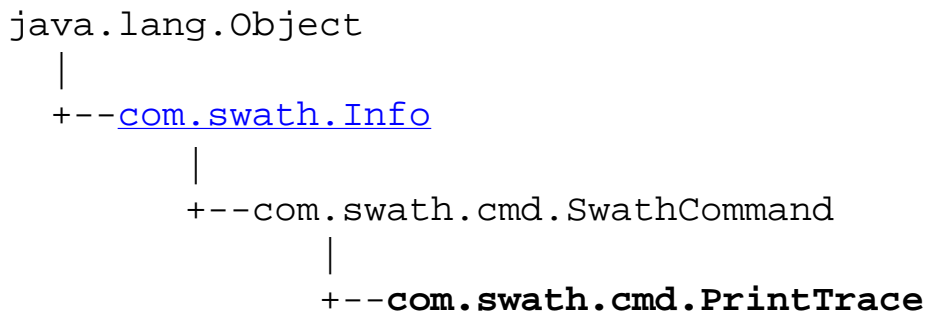 java.lang.Object
  |
  +--com.swath.Info
        |
        +--com.swath.cmd.SwathCommand
              |
              +--com.swath.cmd.PrintTrace